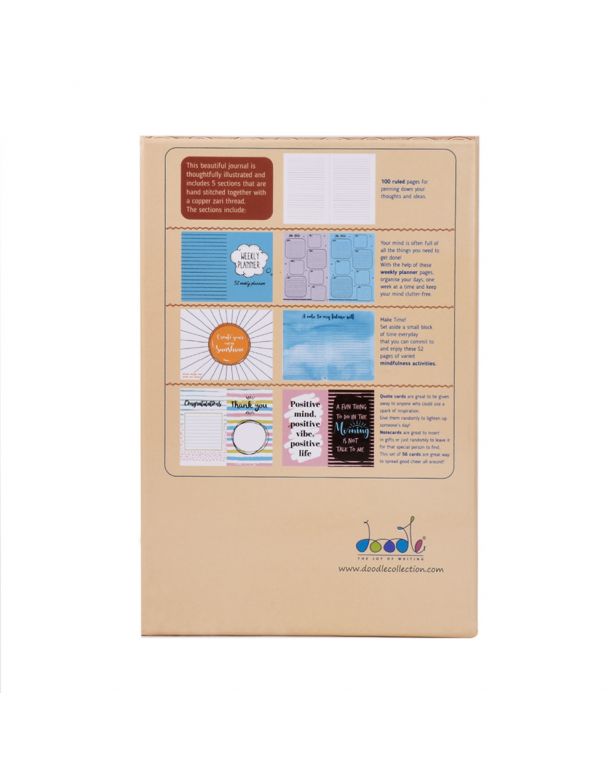 This beautiful journal is
thoughtfully illustrated and
includes 5 sections that are
hand stitched together with
a copper zari thread.
The sections include:
100 ruled pages for
penning down your
thoughts and ideas.
WEEKLY
PLANNER
52 weekly planner
Your mind is often full of
all the things you need to
get done!
With the help of these
weekly planner pages,
organise your days, one
week at a time and keep
your mind clutter-free.
Create your
own
Sunshine
A note to my future self
Make Time!
Set aside a small block
of time everyday
that you can commit to
and enjoy these 52
pages of varied
mindfulness activities.
Congratulations
Thank you
Positive
mind,
positive
vibe,
positive
life
A FUN THING
TO DO IN THE
Morning
IS NOT
TALK TO ME
Quote cards are great to be given
away to anyone who could use a
spark of inspiration.
Give them randomly to lighten up
someone's day!
Notecards are great to insert
in gifts or just randomly to leave it
for that special person to find.
This set of 56 cards are great way
to spread good cheer all around!
doodle
THE JOY OF WRITING
www.doodlecollection.com